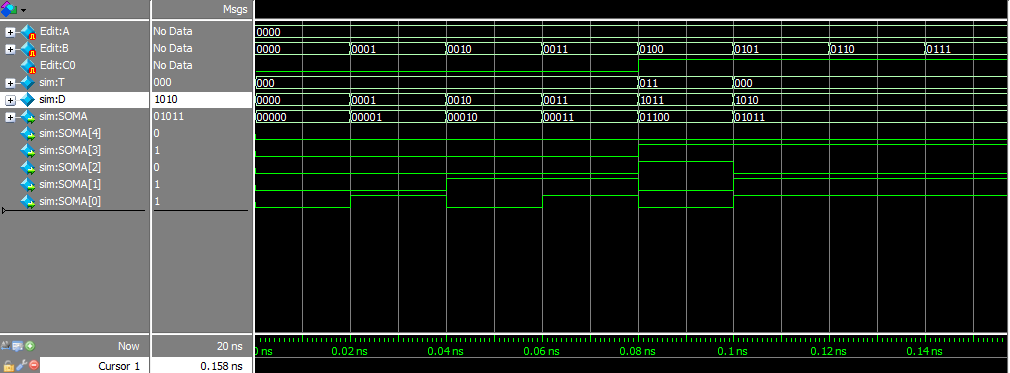 Msgs
Edit:A No Data 0000
Edit:B No Data 0000 0001 0010 0011 0100 0101 0110 0111
Edit:C0 No Data
sim:T 000 000 011 000
sim:D 1010 0000 0001 0010 0011 1011 1010
sim:SOMA 01011 00000 00001 00010 00011 01100 01011
sim:SOMA[4] 0
sim:SOMA[3] 1
sim:SOMA[2] 0
sim:SOMA[1] 1
sim:SOMA[0] 1
Now 20 ns ns 0.02 ns 0.04 ns 0.06 ns 0.08 ns 0.1 ns 0.12 ns 0.14 ns
Cursor 1 0.158 ns